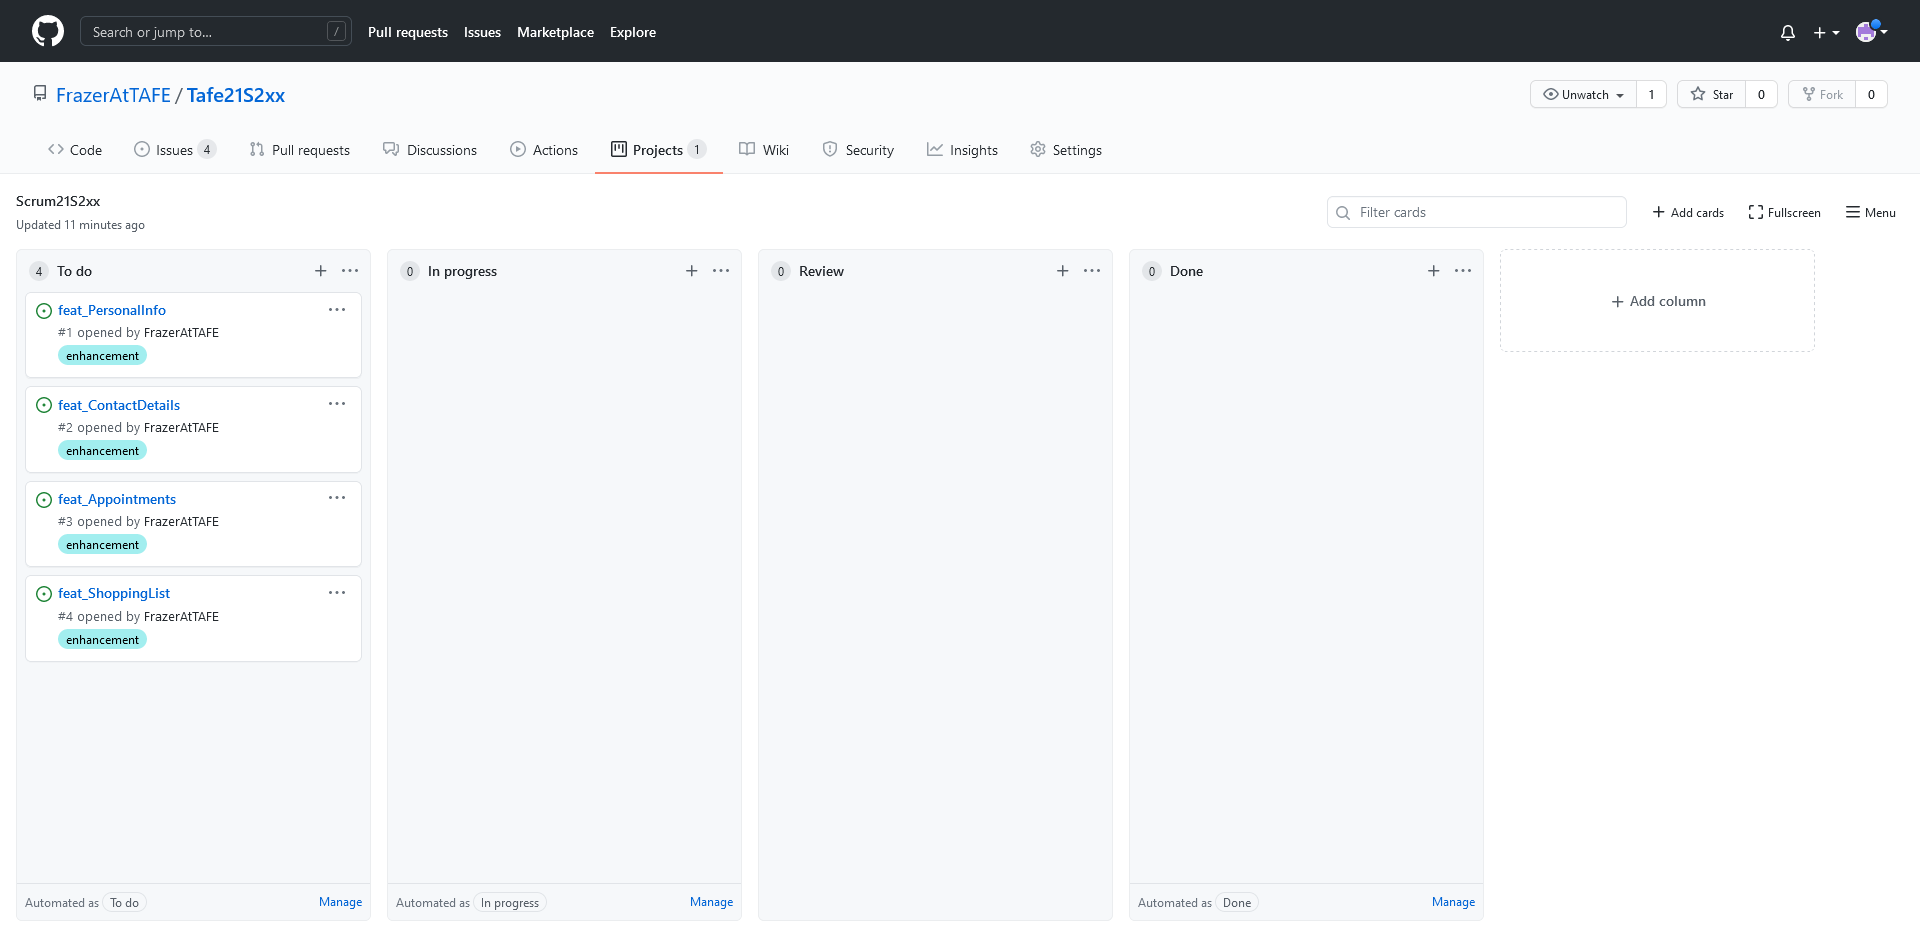 Search or jump to... / Pull requests Issues Marketplace Explore
FrazerAtTAFE / Tafe21S2xx Unwatch 1 Star 0 Fork 0
Code Issues 4 Pull requests Discussions Actions Projects 1 Wiki Security Insights Settings
Scrum21S2xx
Updated 11 minutes ago
Filter cards Add cards Fullscreen Menu
4 To do
feat_PersonalInfo
#1 opened by FrazerAtTAFE
enhancement
feat_ContactDetails
#2 opened by FrazerAtTAFE
enhancement
feat_Appointments
#3 opened by FrazerAtTAFE
enhancement
feat_ShoppingList
#4 opened by FrazerAtTAFE
enhancement
Automated as To do Manage
0 In progress
Automated as In progress Manage
0 Review
0 Done
Automated as Done Manage
Add column